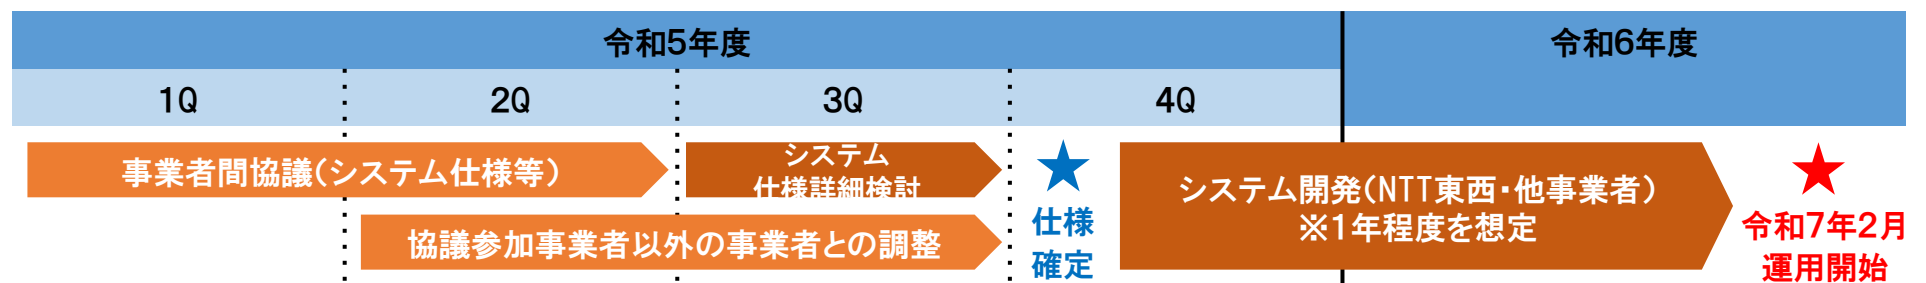 令和5年度
令和6年度
1Q
2Q
3Q
4Q
事業者間協議(システム仕様等)
システム
仕様詳細検討
協議参加事業者以外の事業者との調整
仕様
確定
システム開発(NTT東西・他事業者)
※1年程度を想定
令和7年2月
運用開始